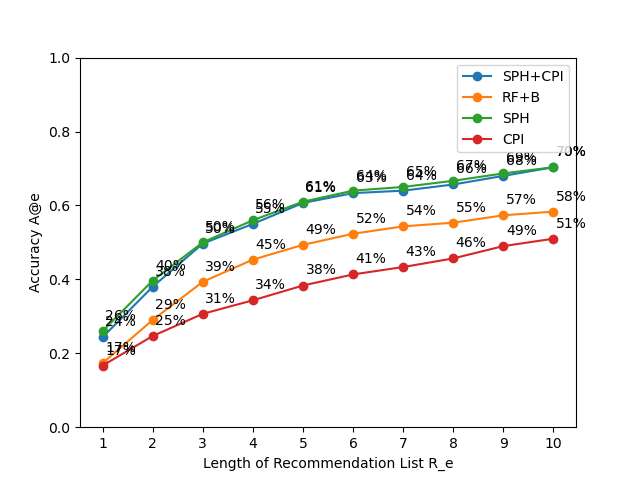 1.0
0.8
0.6
0.4
0.2
0.0
Accuracy A@e
SPH+CPI
RF+B
SPH
CPI
26% 40% 50% 56% 61% 64% 65% 67% 69% 70%
24% 38% 50% 55% 61% 63% 64% 66% 68% 70%
17% 29% 39% 45% 49% 52% 54% 55% 57% 58%
17% 25% 31% 34% 38% 41% 43% 46% 49% 51%
1 2 3 4 5 6 7 8 9 10
Length of Recommendation List R_e